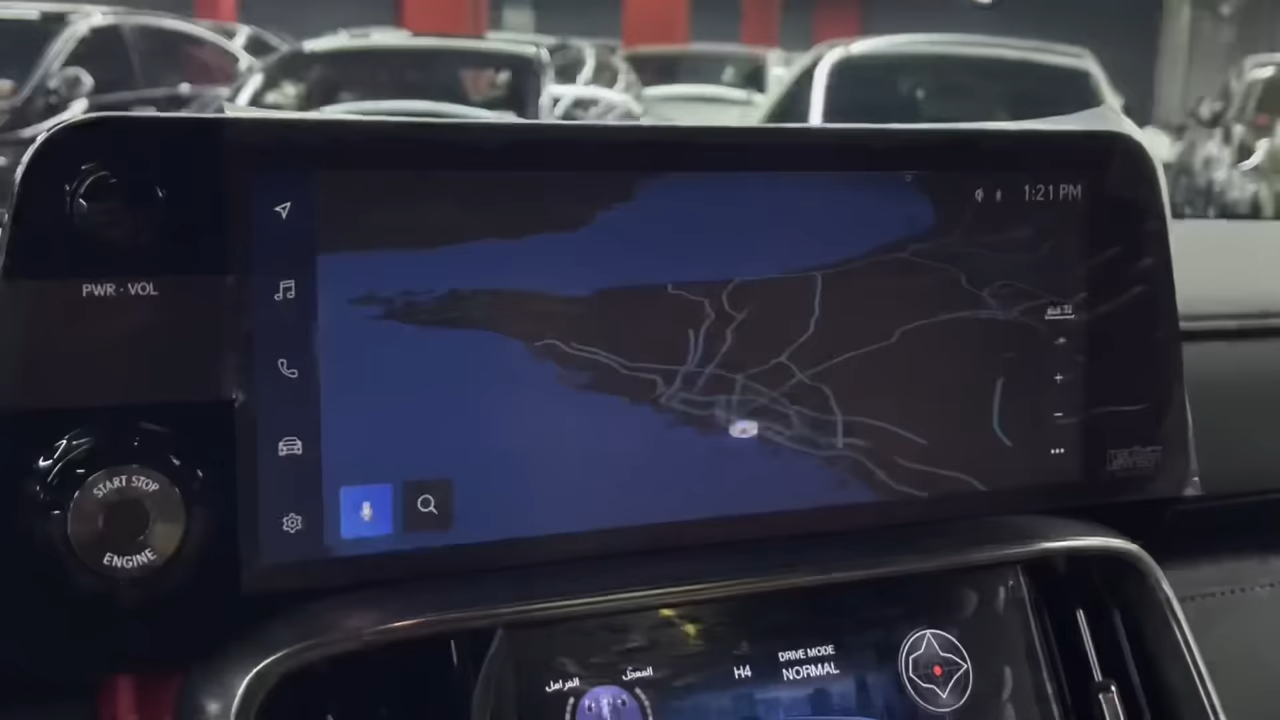 1:21 PM
PWR · VOL
START STOP
ENGINE
الفرامل
المعجل
H4
DRIVE MODE
NORMAL